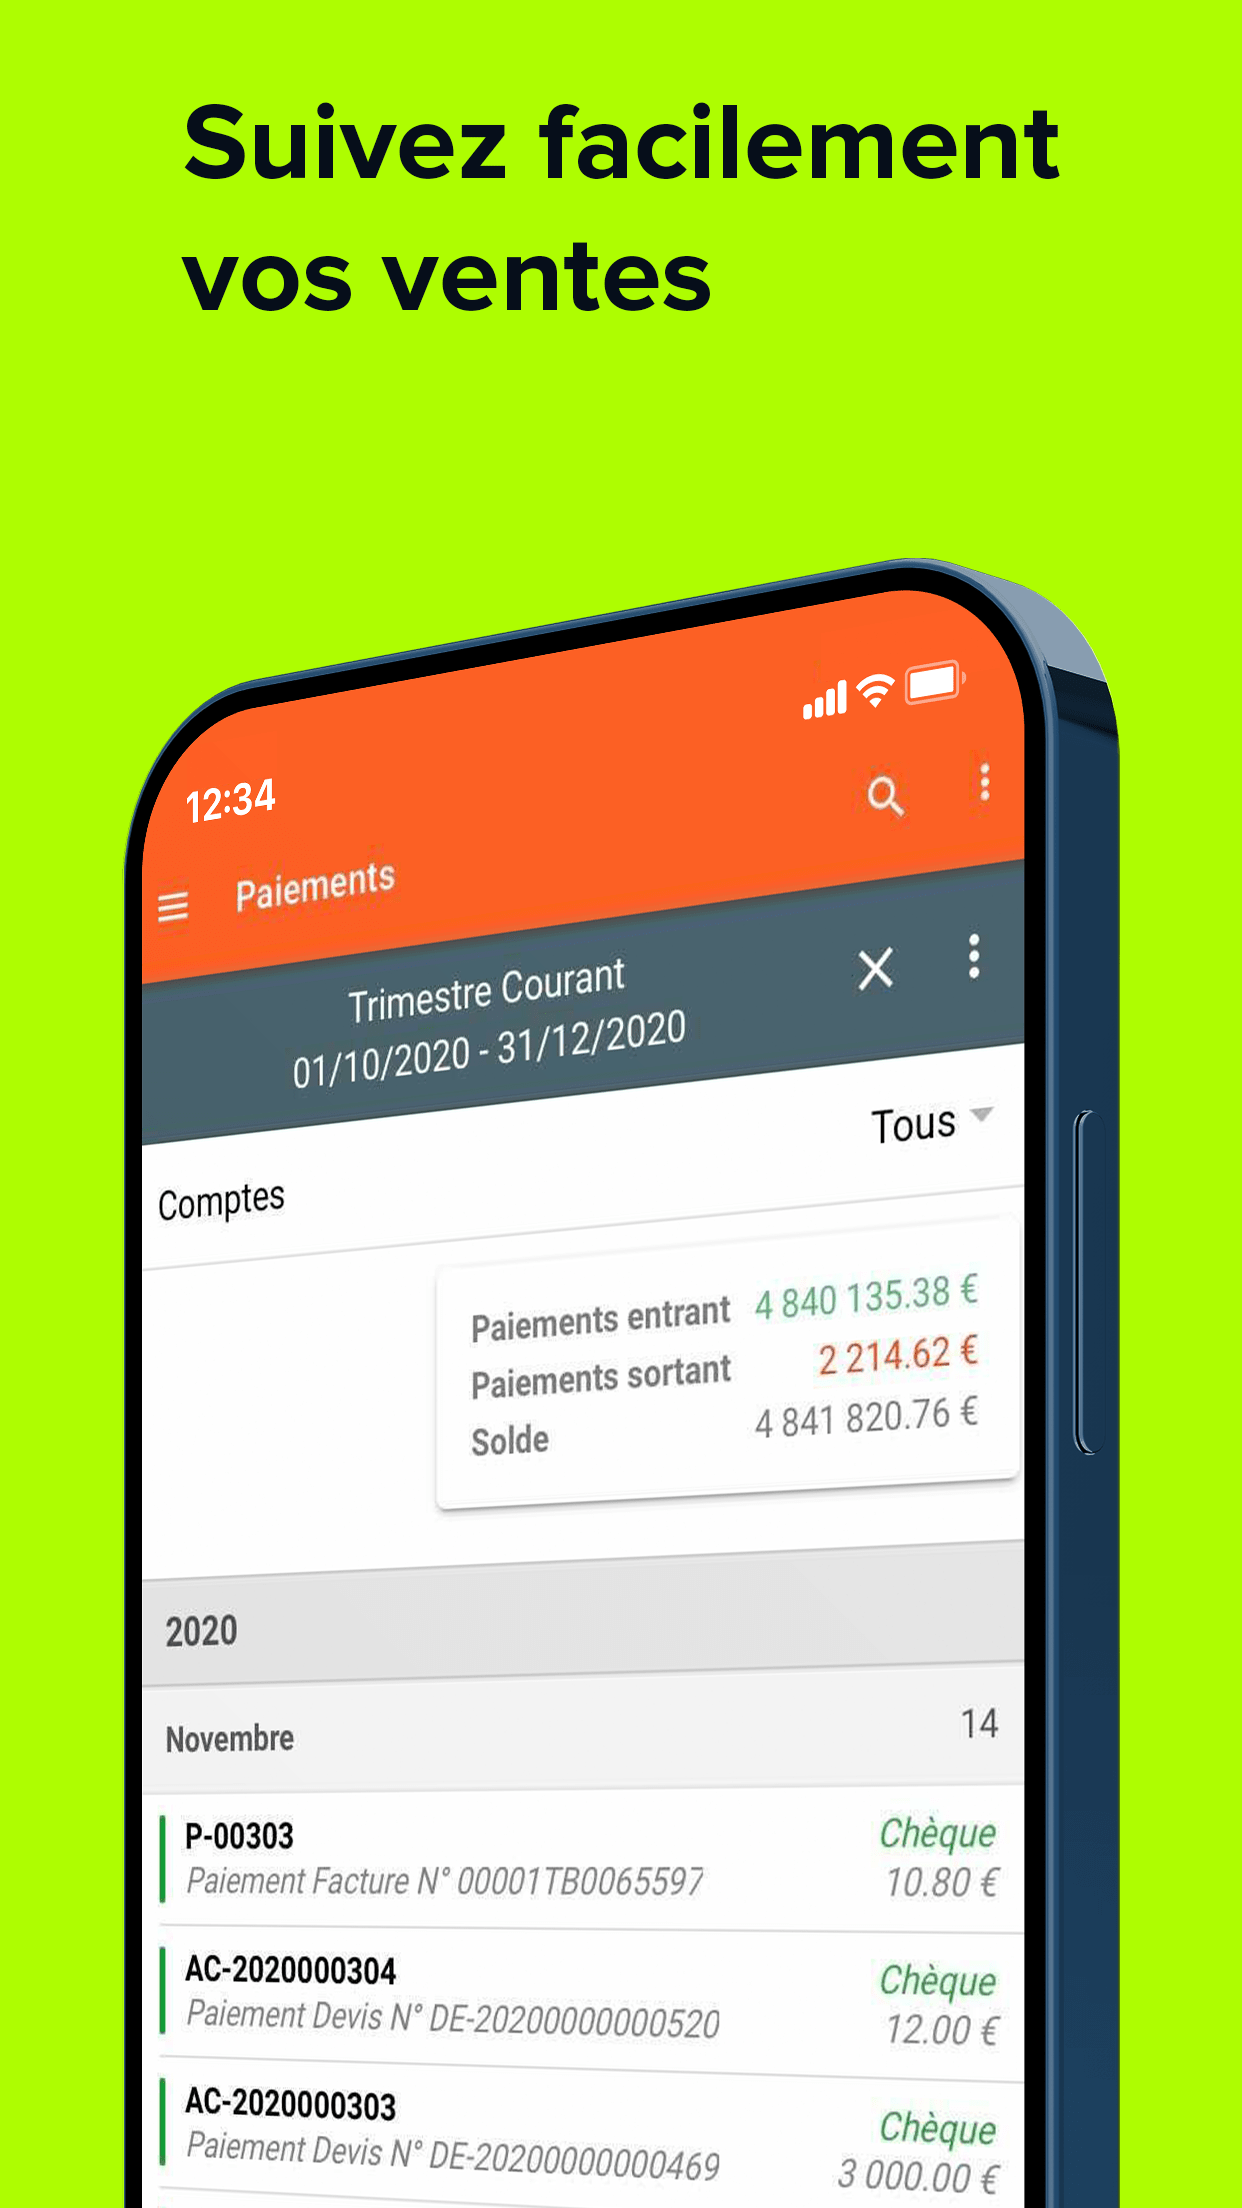 Suivez facilement
vos ventes
12:34
Paiements
Trimestre Courant
01/10/2020 - 31/12/2020
Comptes
Tous
Paiements entrant 4 840 135.38 €
Paiements sortant 2 214.62 €
Solde 4 841 820.76 €
2020
Novembre 14
P-00303 Chèque
Paiement Facture N° 00001TB0065597 10.80 €
AC-2020000304 Chèque
Paiement Devis N° DE-20200000000520 12.00 €
AC-2020000303 Chèque
Paiement Devis N° DE-20200000000469 3 000.00 €